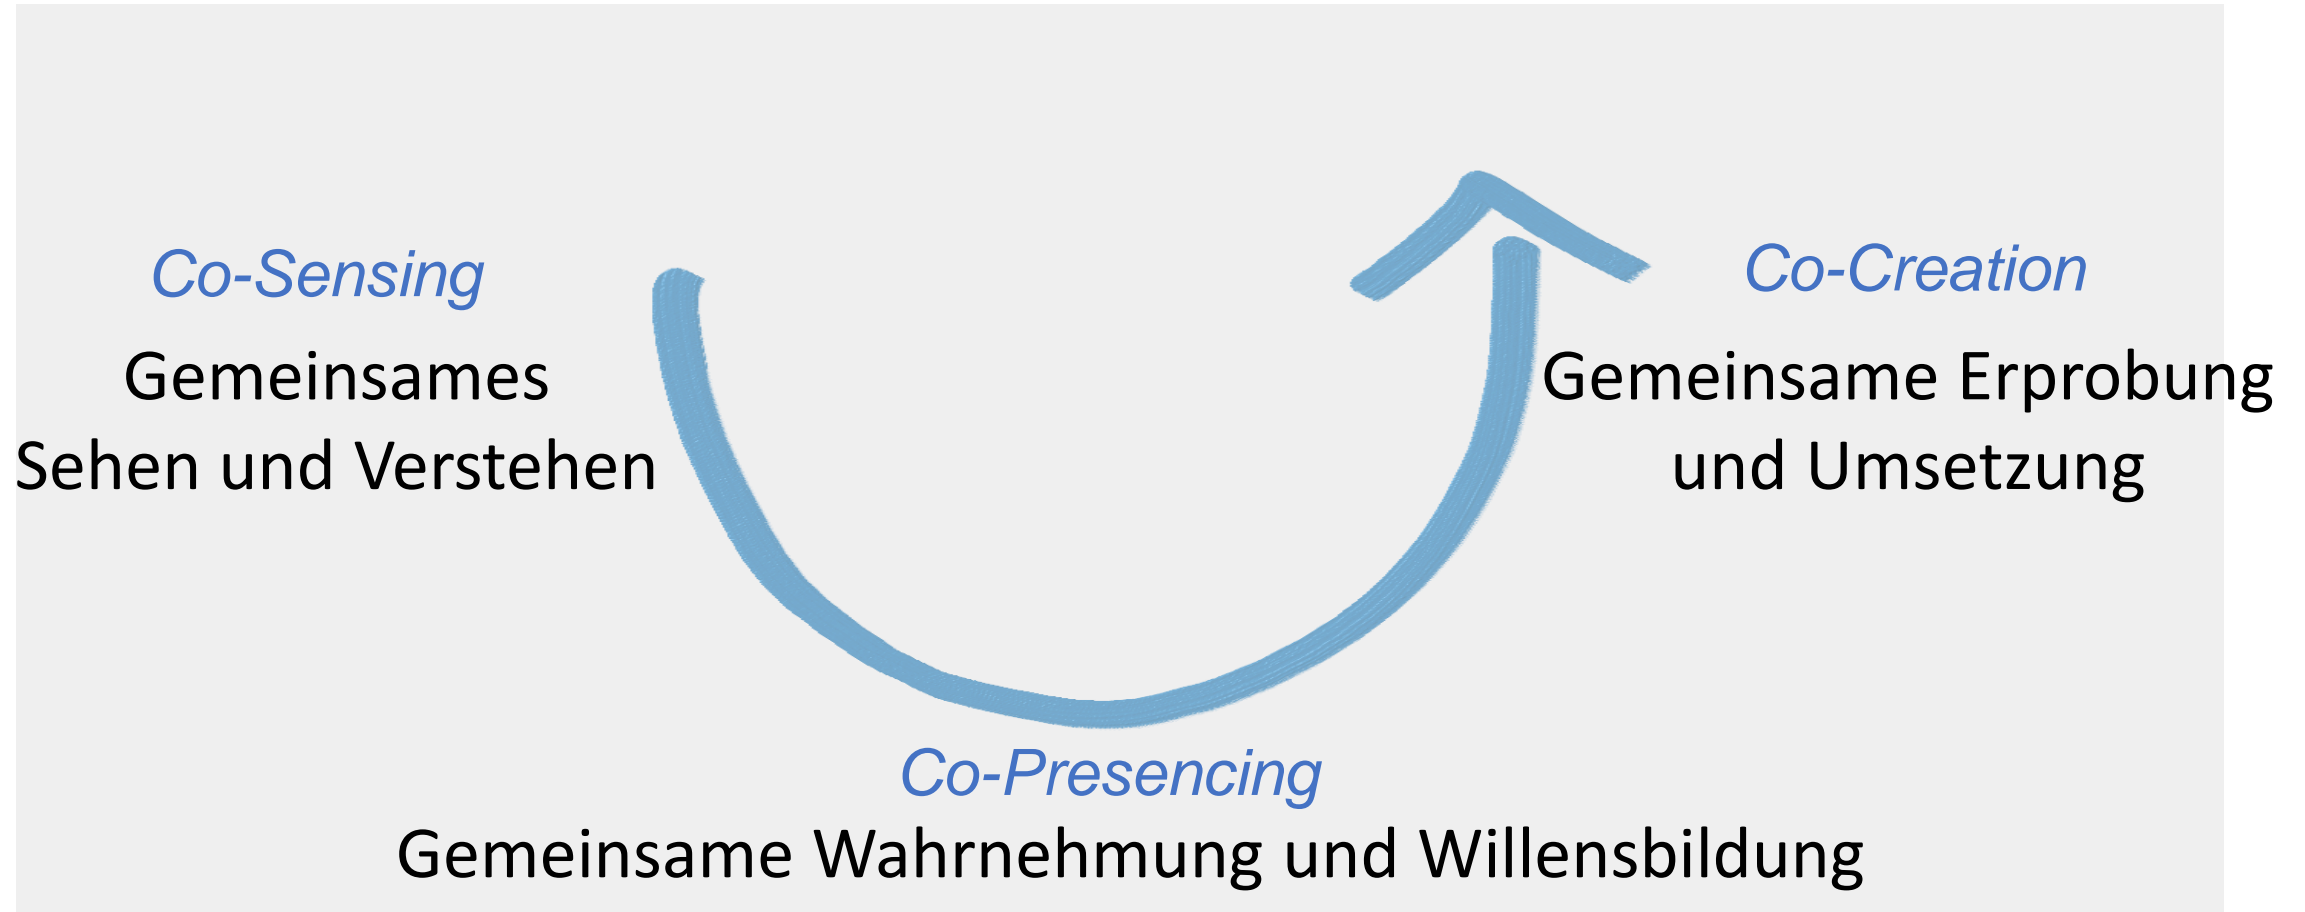 Co-Sensing
Gemeinsames
Sehen und Verstehen
Co-Creation
Gemeinsame Erprobung
und Umsetzung
Co-Presencing
Gemeinsame Wahrnehmung und Willensbildung